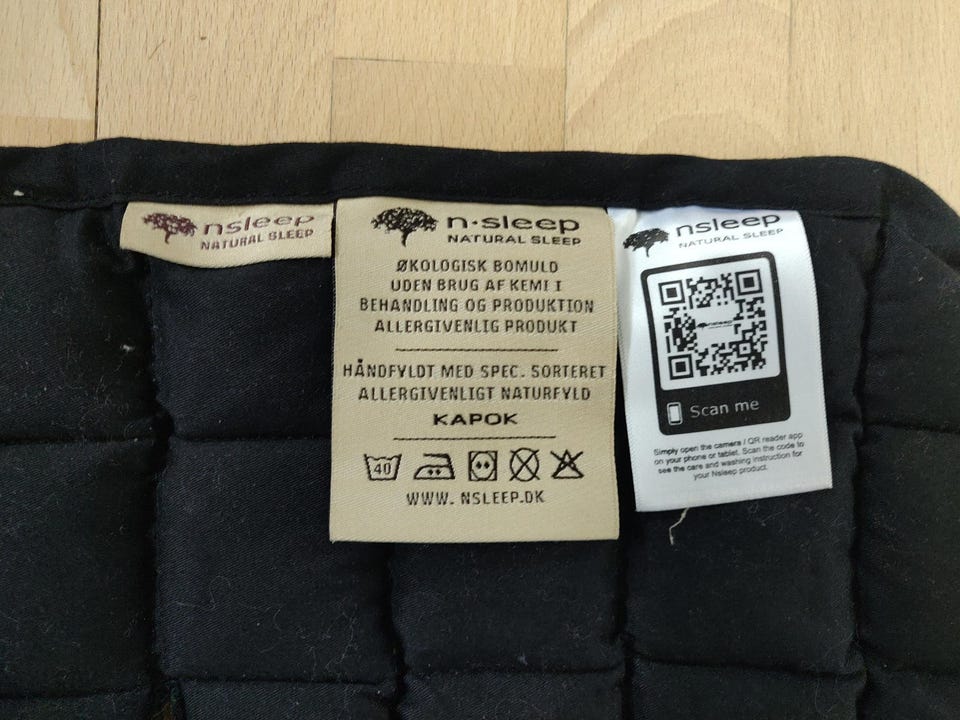 nsleep
NATURAL SLEEP
n·sleep
NATURAL SLEEP
ØKOLOGISK BOMULD
UDEN BRUG AF KEMI I
BEHANDLING OG PRODUKTION
ALLERGIVENLIG PRODUKT
HÅNDFYLDT MED SPEC. SORTERET
ALLERGIVENLIGT NATURFYLD
KAPOK
40
WWW. NSLEEP.DK
nsleep
NATURAL SLEEP
nsleep
Scan me
Simply open the camera / QR reader app
on your phone or tablet. Scan the code to
see the care and washing instruction for
your Nsleep product.